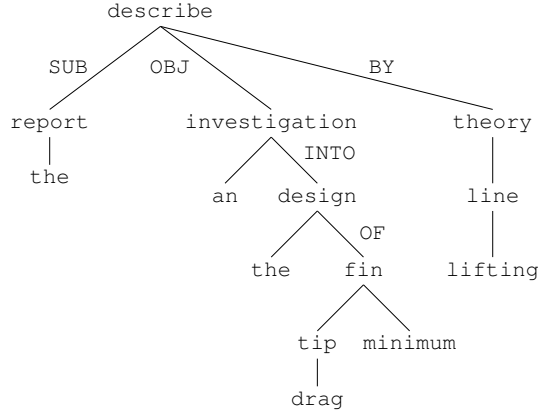 describe
SUB OBJ BY
report investigation theory
INTO
the an design line
OF
the fin lifting
tip minimum
drag